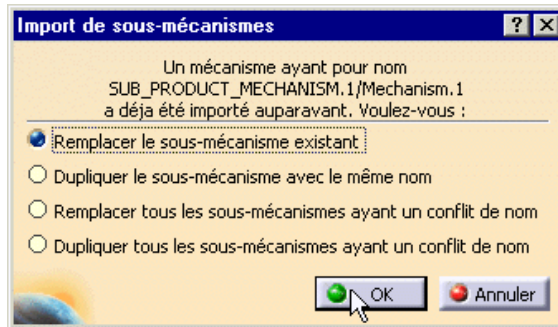 Import de sous-mécanismes
Un mécanisme ayant pour nom
SUB_PRODUCT_MECHANISM.1/Mechanism.1
a déja été importé auparavant. Voulez-vous :
Remplacer le sous-mécanisme existant
Dupliquer le sous-mécanisme avec le même nom
Remplacer tous les sous-mécanismes ayant un conflit de nom
Dupliquer tous les sous-mécanismes ayant un conflit de nom
OK Annuler